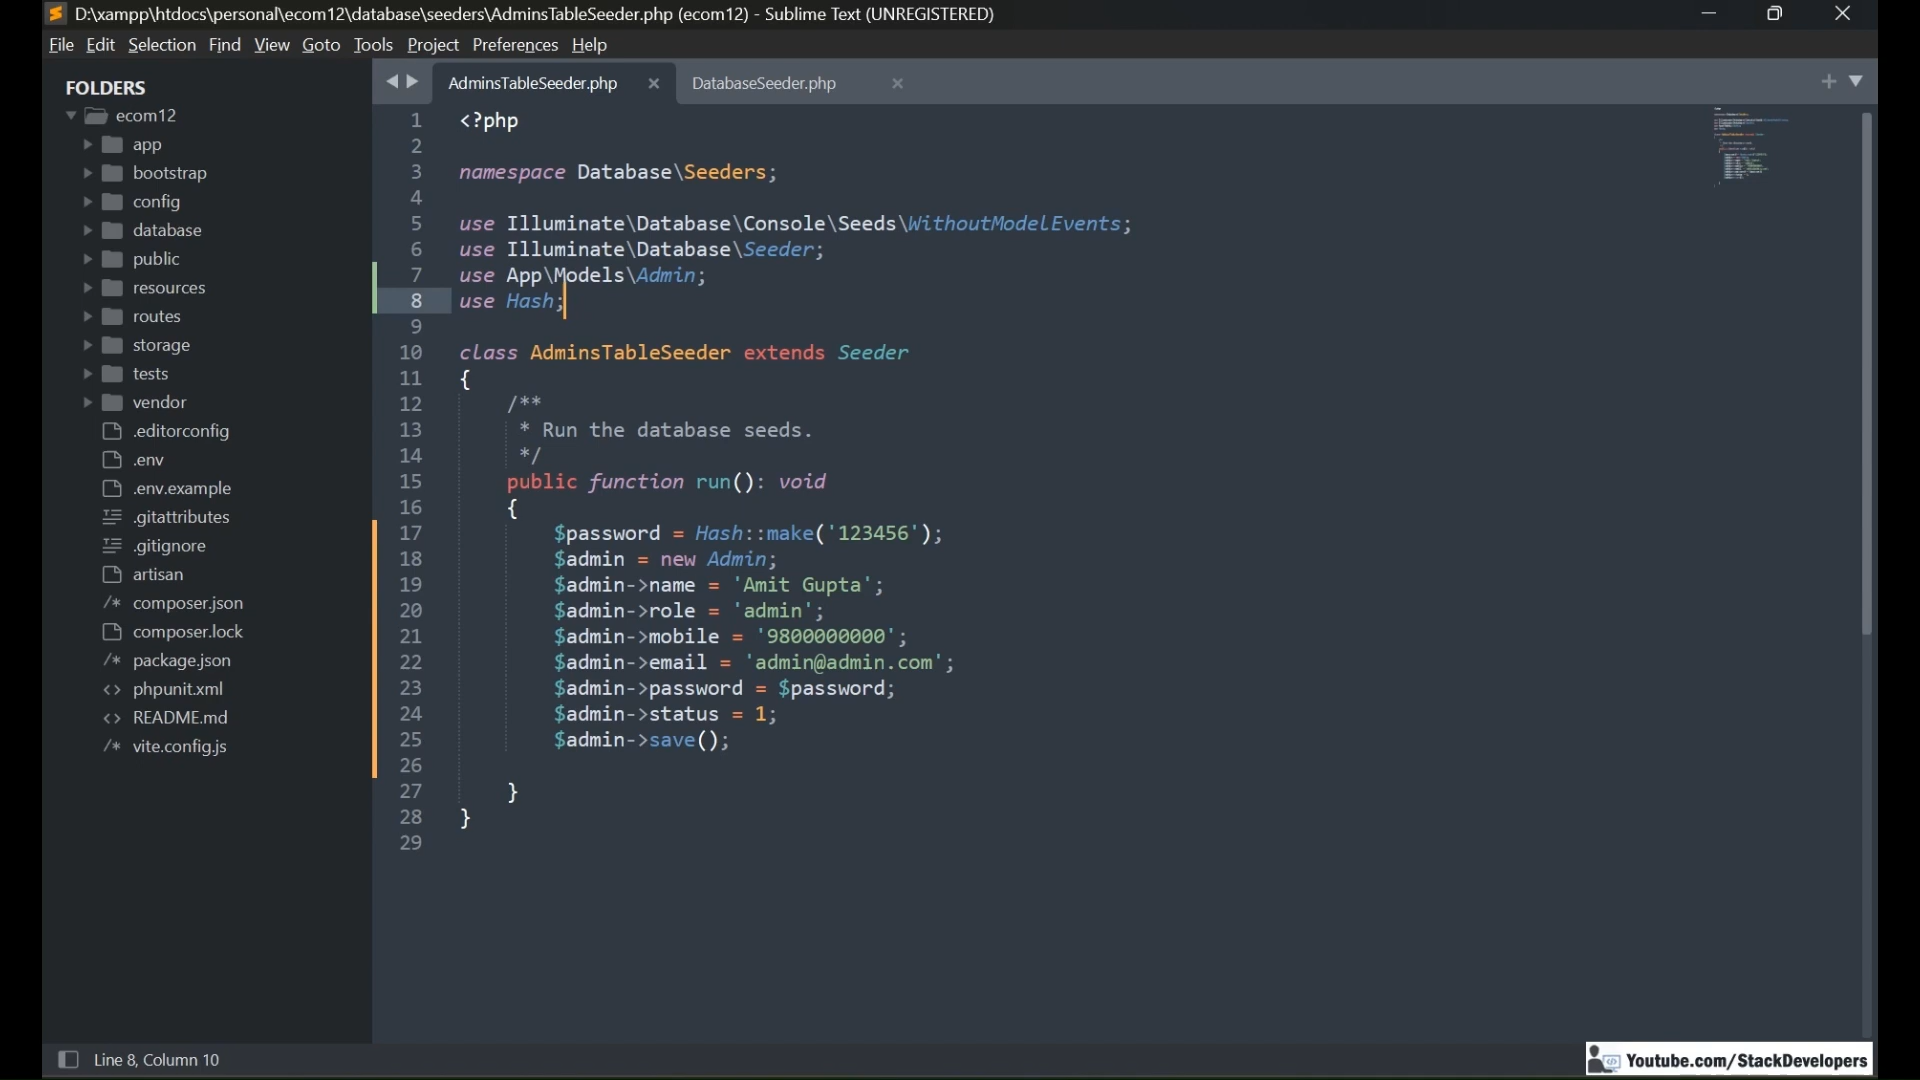 D:\xampp\htdocs\personal\ecom12\database\seeders\AdminsTableSeeder.php (ecom12) - Sublime Text (UNREGISTERED)
File Edit Selection Find View Goto Tools Project Preferences Help
FOLDERS
ecom12
app
bootstrap
config
database
public
resources
routes
storage
tests
vendor
.editorconfig
.env
.env.example
.gitattributes
.gitignore
artisan
/* composer.json
composer.lock
/* package.json
<> phpunit.xml
<> README.md
/* vite.config.js
AdminsTableSeeder.php DatabaseSeeder.php
1 <?php
2
3 namespace Database\Seeders;
4
5 use Illuminate\Database\Console\Seeds\WithoutModelEvents;
6 use Illuminate\Database\Seeder;
7 use App\Models\Admin;
8 use Hash;
9
10 class AdminsTableSeeder extends Seeder
11 {
12 /**
13 * Run the database seeds.
14 */
15 public function run(): void
16 {
17 $password = Hash::make('123456');
18 $admin = new Admin;
19 $admin->name = 'Amit Gupta';
20 $admin->role = 'admin';
21 $admin->mobile = '9800000000';
22 $admin->email = 'admin@admin.com';
23 $admin->password = $password;
24 $admin->status = 1;
25 $admin->save();
26
27 }
28 }
29
Line 8, Column 10
Youtube.com/StackDevelopers